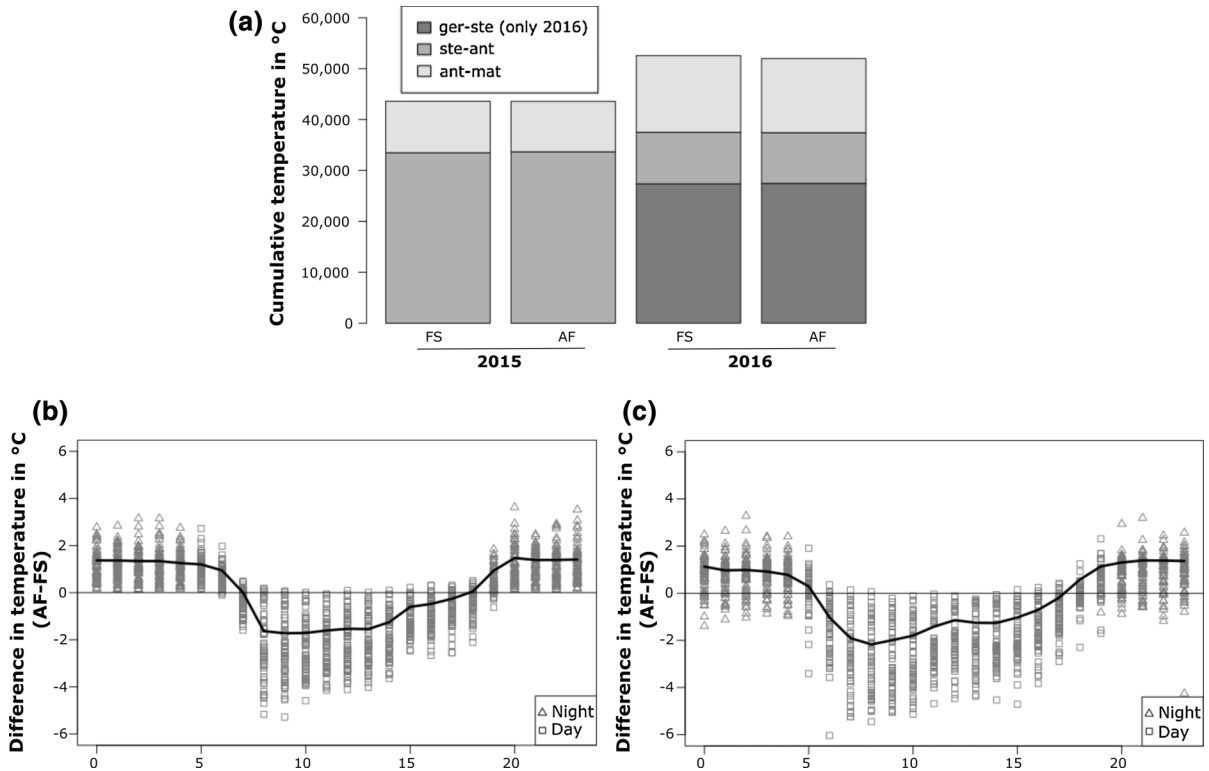 (a)
Cumulative temperature in °C
60,000
50,000
40,000
30,000
20,000
10,000
0
ger-ste (only 2016)
ste-ant
ant-mat
FS AF FS AF
2015 2016
(b)
Difference in temperature in °C
(AF-FS)
6
4
2
0
-2
-4
-6
Night
Day
0 5 10 15 20
(c)
Difference in temperature in °C
(AF-FS)
6
4
2
0
-2
-4
-6
Night
Day
0 5 10 15 20